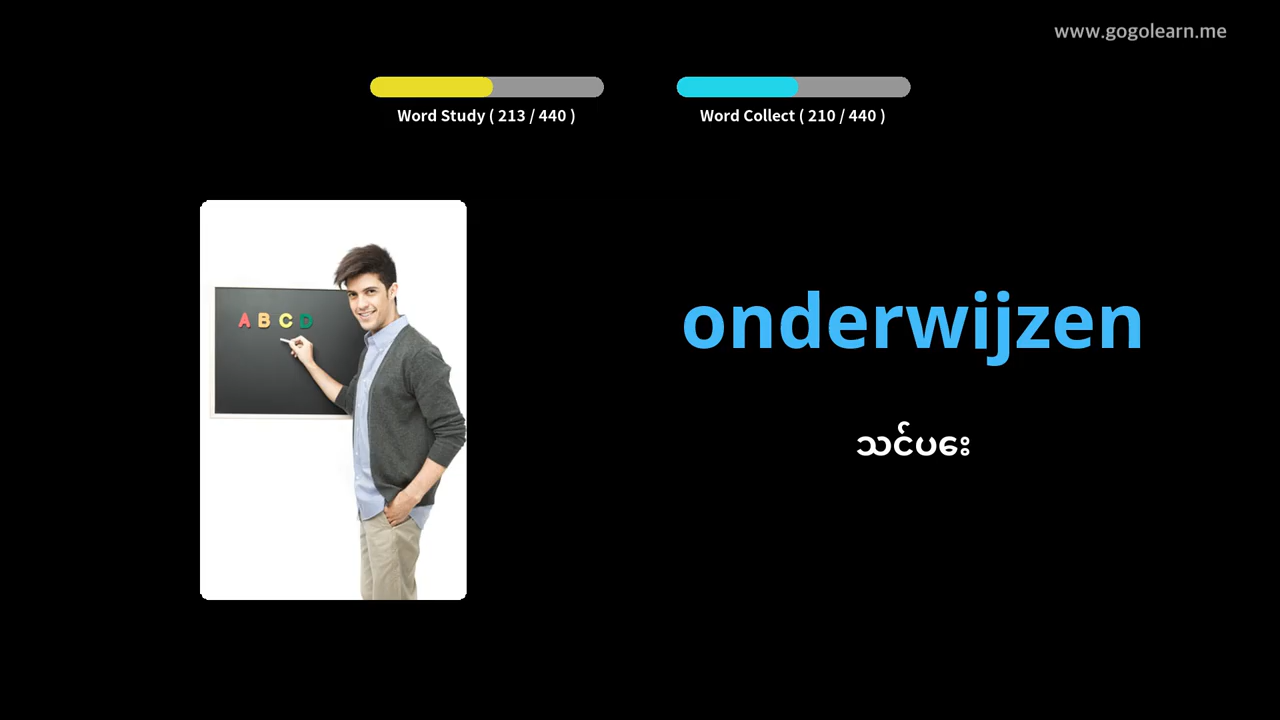 www.gogolearn.me
Word Study ( 213 / 440 )
Word Collect ( 210 / 440 )
A B C D
onderwijzen
သင်ပေး